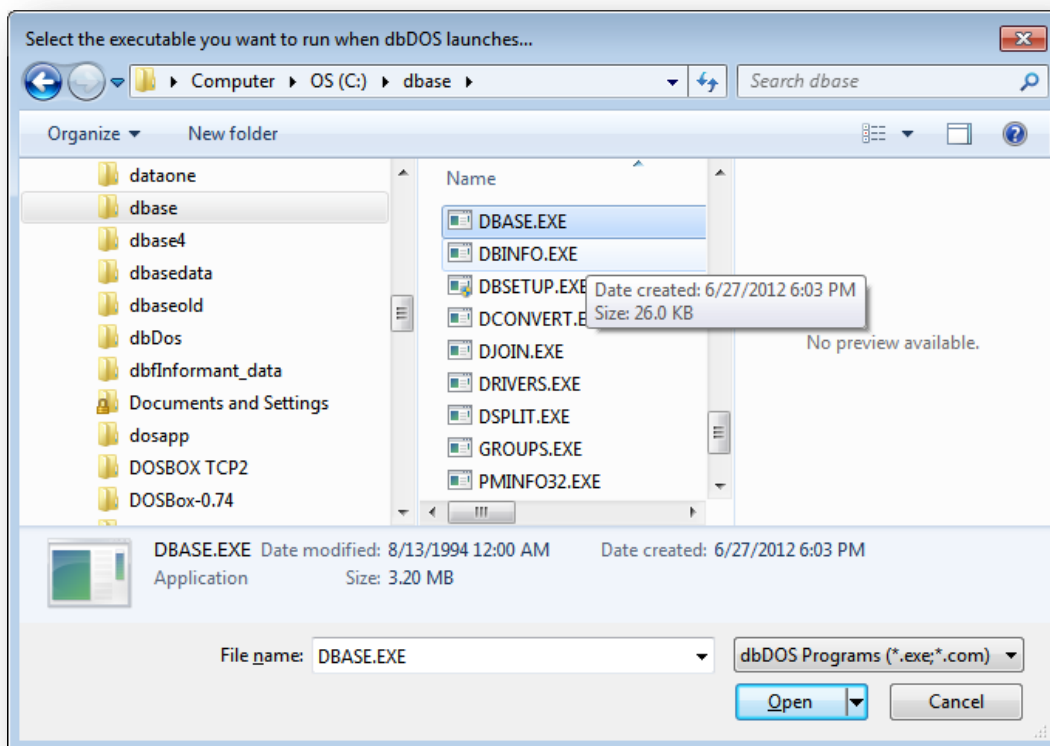 Select the executable you want to run when dbDOS launches...
Computer OS (C:) dbase
Search dbase
Organize
New folder
dataone
dbase
dbase4
dbasedata
dbaseold
dbDos
dbfInformant_data
Documents and Settings
dosapp
DOSBOX TCP2
DOSBox-0.74
Name
DBASE.EXE
DBINFO.EXE
DBSETUP.EXE
DCONVERT.E
DJOIN.EXE
DRIVERS.EXE
DSPLIT.EXE
GROUPS.EXE
PMINFO32.EXE
Date created: 6/27/2012 6:03 PM
Size: 26.0 KB
No preview available.
DBASE.EXE Date modified: 8/13/1994 12:00 AM Date created: 6/27/2012 6:03 PM
Application Size: 3.20 MB
File name: DBASE.EXE
dbDOS Programs (*.exe;*.com)
Open
Cancel